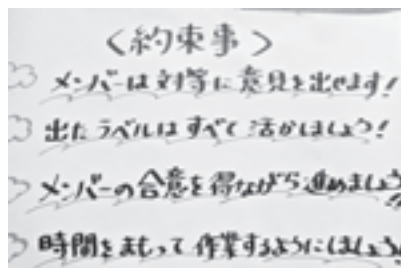 ＜約束事＞
メンバーは対等に意見を出せます!
出たラベルはすべて活かしましょう!
メンバーの合意を得ながら進めましょう!!
時間をまもって作業するようにしましょう!